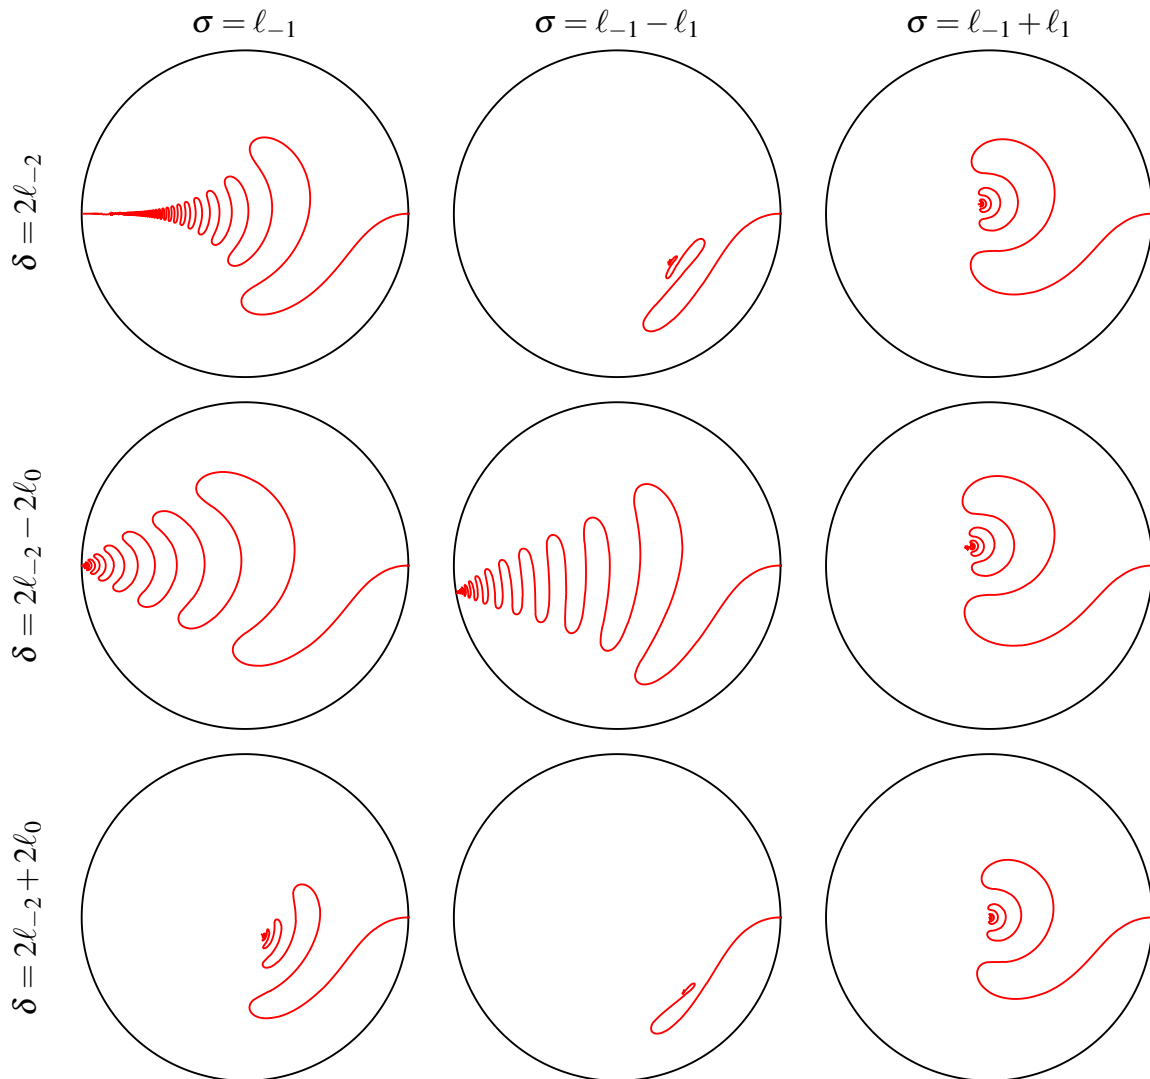 σ = ℓ₋₁
σ = ℓ₋₁ − ℓ₁
σ = ℓ₋₁ + ℓ₁
δ = 2ℓ₋₂
δ = 2ℓ₋₂ − 2ℓ₀
δ = 2ℓ₋₂ + 2ℓ₀